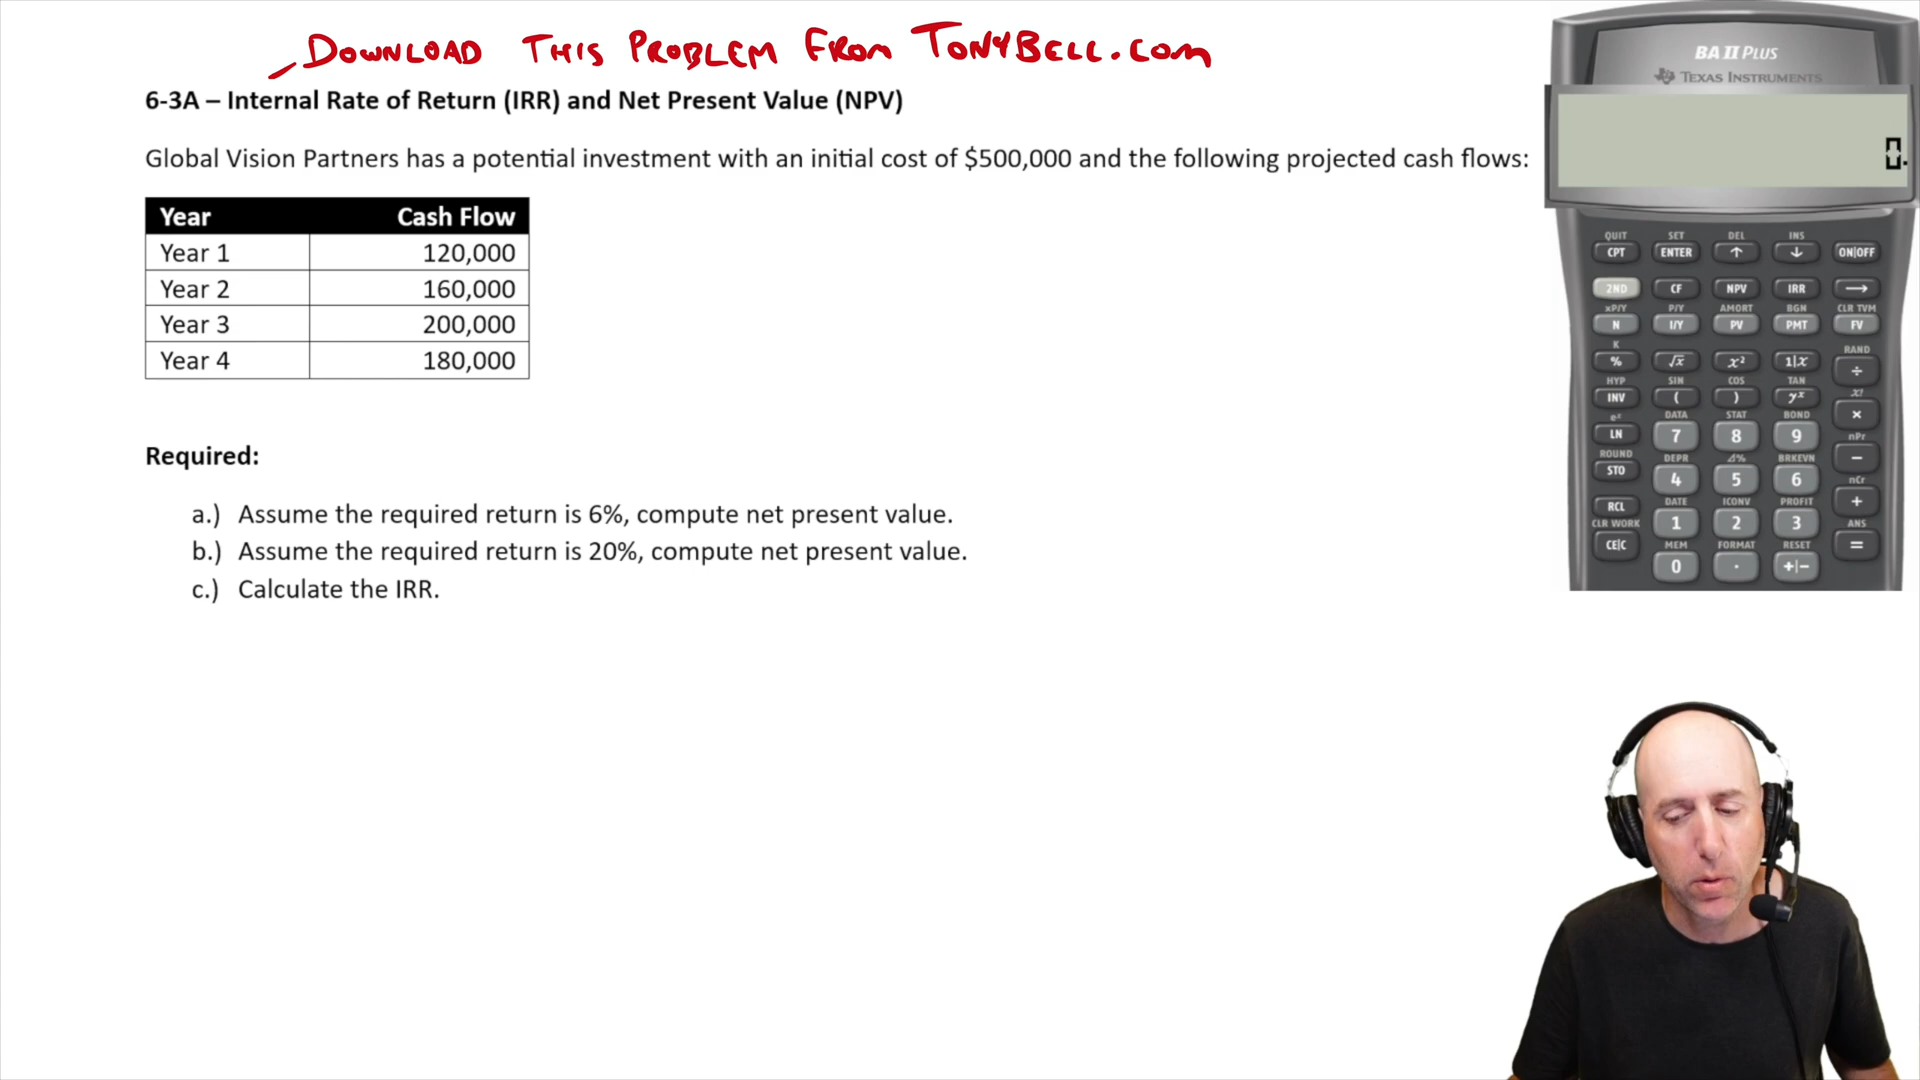 DOWNLOAD THIS PROBLEM FROM TONYBELL.COM
6-3A – Internal Rate of Return (IRR) and Net Present Value (NPV)
Global Vision Partners has a potential investment with an initial cost of $500,000 and the following projected cash flows:
Year Cash Flow
Year 1 120,000
Year 2 160,000
Year 3 200,000
Year 4 180,000
Required:
a.) Assume the required return is 6%, compute net present value.
b.) Assume the required return is 20%, compute net present value.
c.) Calculate the IRR.
BA II PLUS
TEXAS INSTRUMENTS
0.
QUIT SET DEL INS
CPT ENTER ↑ ↓ ON|OFF
2ND CF NPV IRR →
xP/Y P/Y AMORT BGN CLR TVM
N I/Y PV PMT FV
K RAND
% √x x² 1|x ÷
HYP SIN COS TAN x!
INV ( ) yˣ ×
eˣ DATA STAT BOND nPr
LN 7 8 9 −
ROUND DEPR Δ% BRKEVN nCr
STO 4 5 6 +
DATE ICONV PROFIT ANS
RCL 1 2 3 =
CLR WORK MEM FORMAT RESET
CE|C 0 . +|−